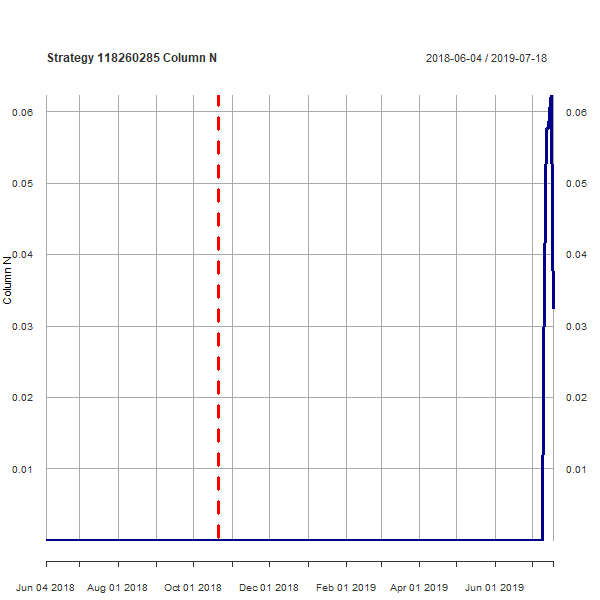 Strategy 118260285 Column N
2018-06-04 / 2019-07-18
0.06
0.06
0.05
0.05
0.04
0.04
Column N
0.03
0.03
0.02
0.02
0.01
0.01
Jun 04 2018
Aug 01 2018
Oct 01 2018
Dec 02 2018
Feb 01 2019
Apr 01 2019
Jun 02 2019